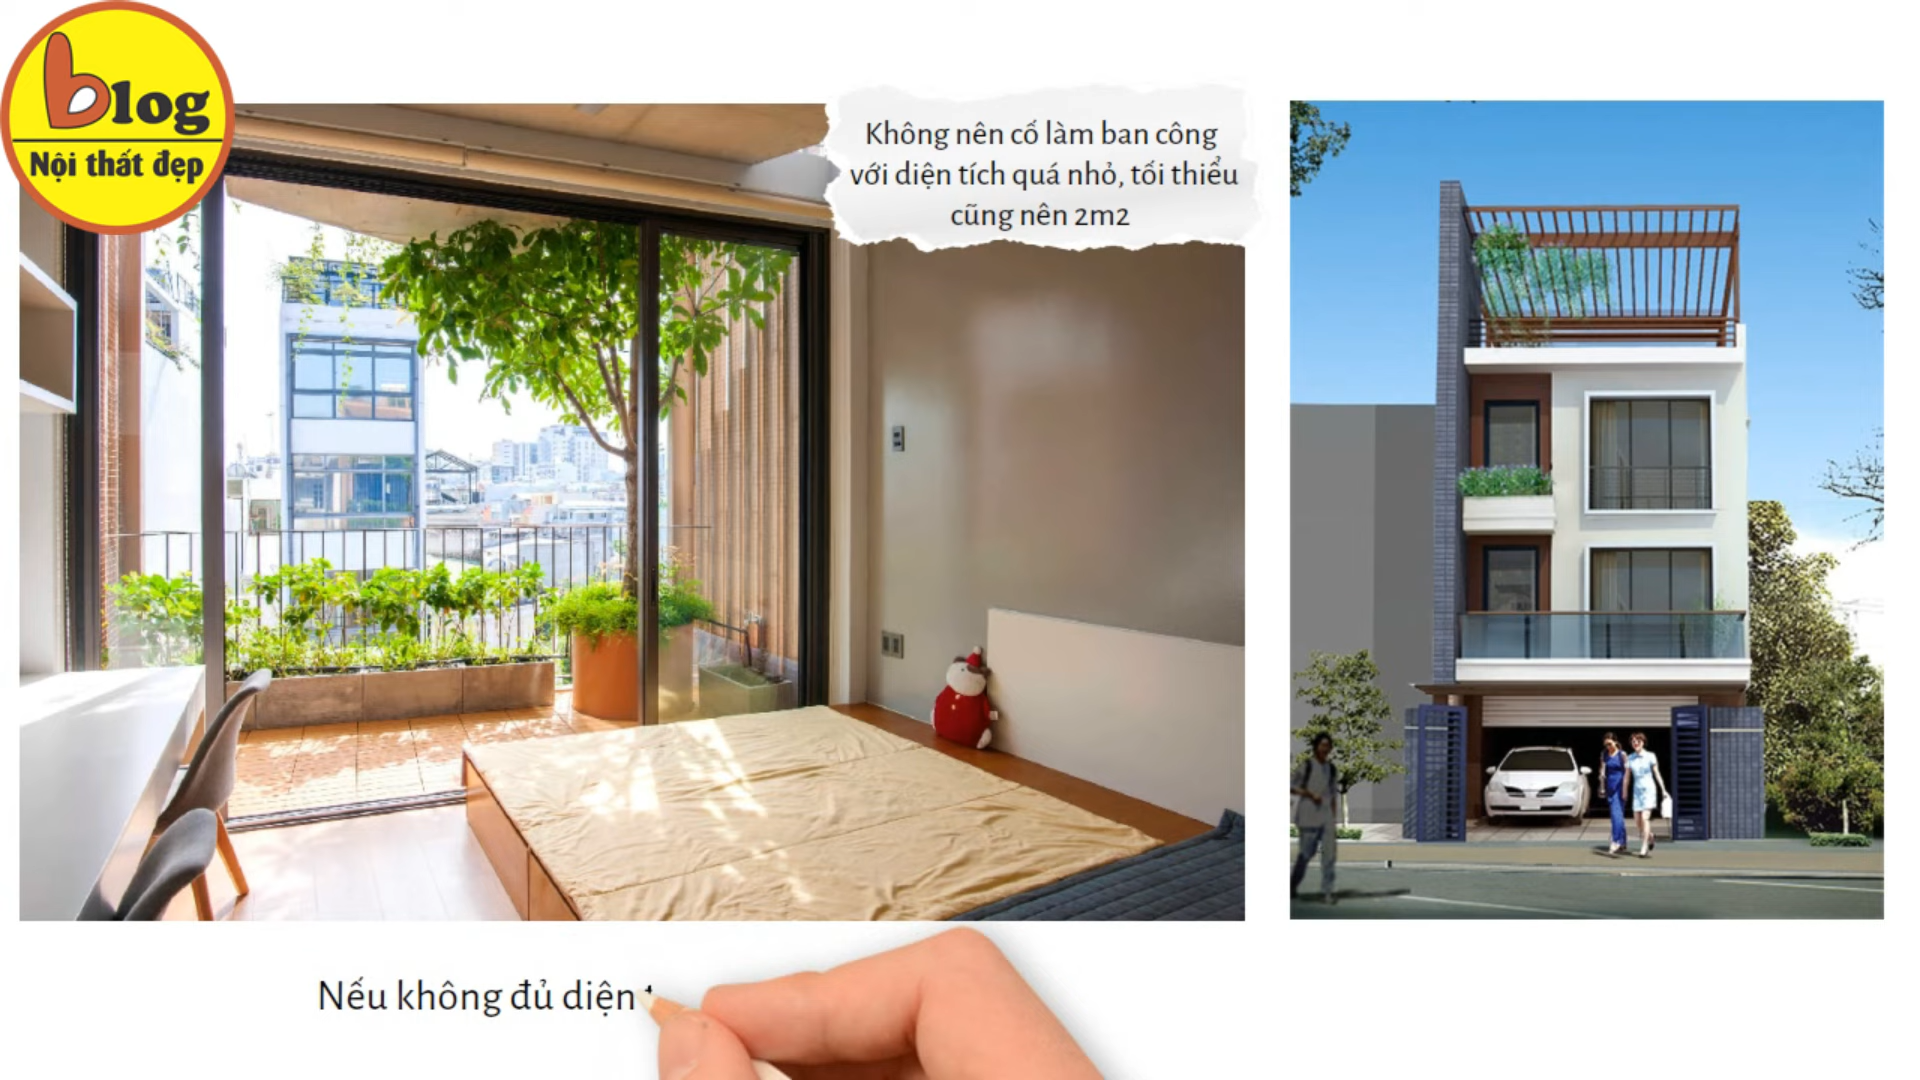 blog
Nội thất đẹp
Không nên cố làm ban công
với diện tích quá nhỏ, tối thiểu
cũng nên 2m2
Nếu không đủ diện